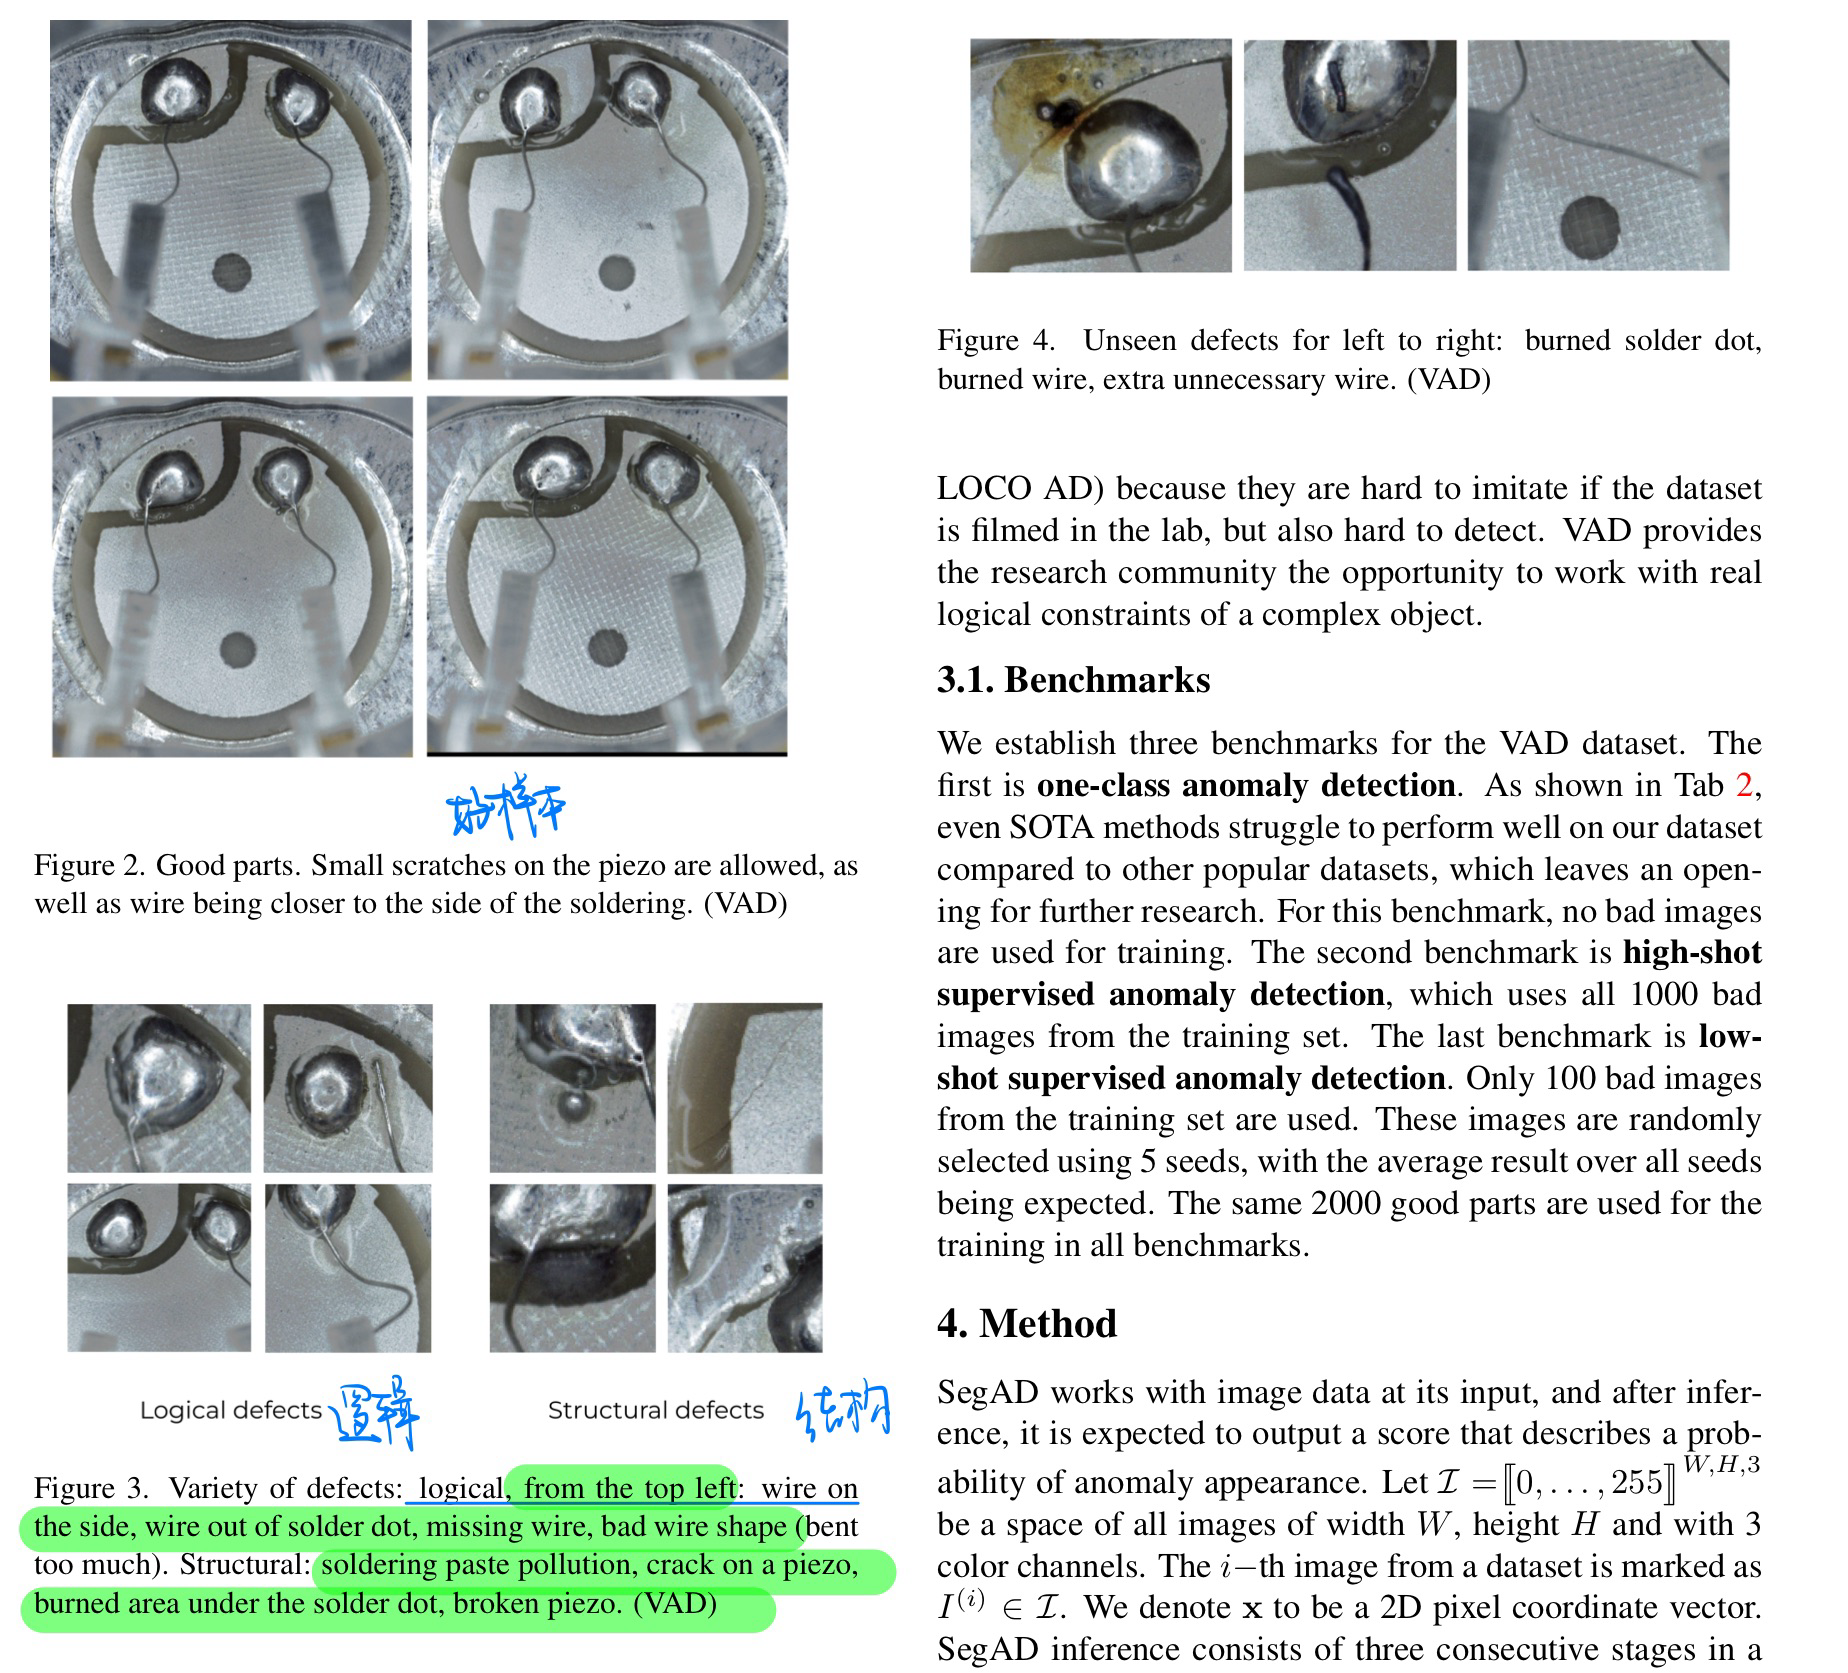 好样本
Figure 2. Good parts. Small scratches on the piezo are allowed, as
well as wire being closer to the side of the soldering. (VAD)
Logical defects 逻辑
Structural defects 结构
Figure 3. Variety of defects: logical, from the top left: wire on
the side, wire out of solder dot, missing wire, bad wire shape (bent
too much). Structural: soldering paste pollution, crack on a piezo,
burned area under the solder dot, broken piezo. (VAD)
Figure 4. Unseen defects for left to right: burned solder dot,
burned wire, extra unnecessary wire. (VAD)
LOCO AD) because they are hard to imitate if the dataset
is filmed in the lab, but also hard to detect. VAD provides
the research community the opportunity to work with real
logical constraints of a complex object.
3.1. Benchmarks
We establish three benchmarks for the VAD dataset. The
first is one-class anomaly detection. As shown in Tab 2,
even SOTA methods struggle to perform well on our dataset
compared to other popular datasets, which leaves an open-
ing for further research. For this benchmark, no bad images
are used for training. The second benchmark is high-shot
supervised anomaly detection, which uses all 1000 bad
images from the training set. The last benchmark is low-
shot supervised anomaly detection. Only 100 bad images
from the training set are used. These images are randomly
selected using 5 seeds, with the average result over all seeds
being expected. The same 2000 good parts are used for the
training in all benchmarks.
4. Method
SegAD works with image data at its input, and after infer-
ence, it is expected to output a score that describes a prob-
ability of anomaly appearance. Let ℐ = ⟦0, . . . , 255⟧^{W,H,3}
be a space of all images of width W, height H and with 3
color channels. The i−th image from a dataset is marked as
I^{(i)} ∈ ℐ. We denote x to be a 2D pixel coordinate vector.
SegAD inference consists of three consecutive stages in a